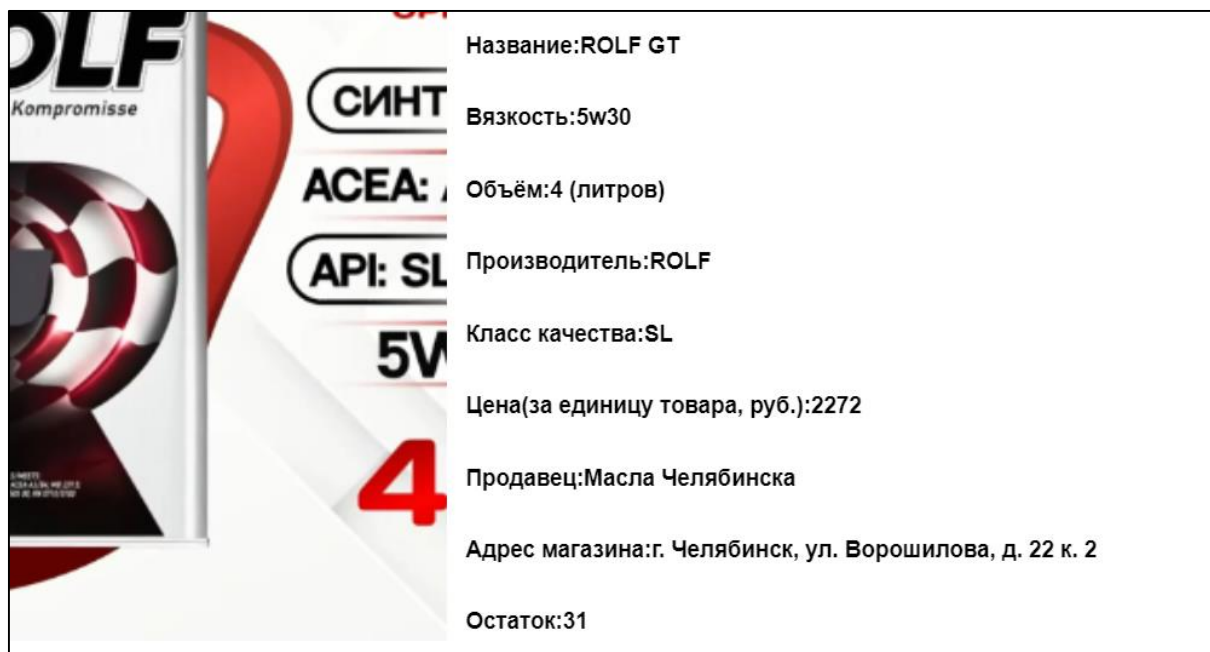 OLF
Kompromisse
СИНТ
ACEA:
API: SL
5W
4
Название:ROLF GT
Вязкость:5w30
Объём:4 (литров)
Производитель:ROLF
Класс качества:SL
Цена(за единицу товара, руб.):2272
Продавец:Масла Челябинска
Адрес магазина:г. Челябинск, ул. Ворошилова, д. 22 к. 2
Остаток:31